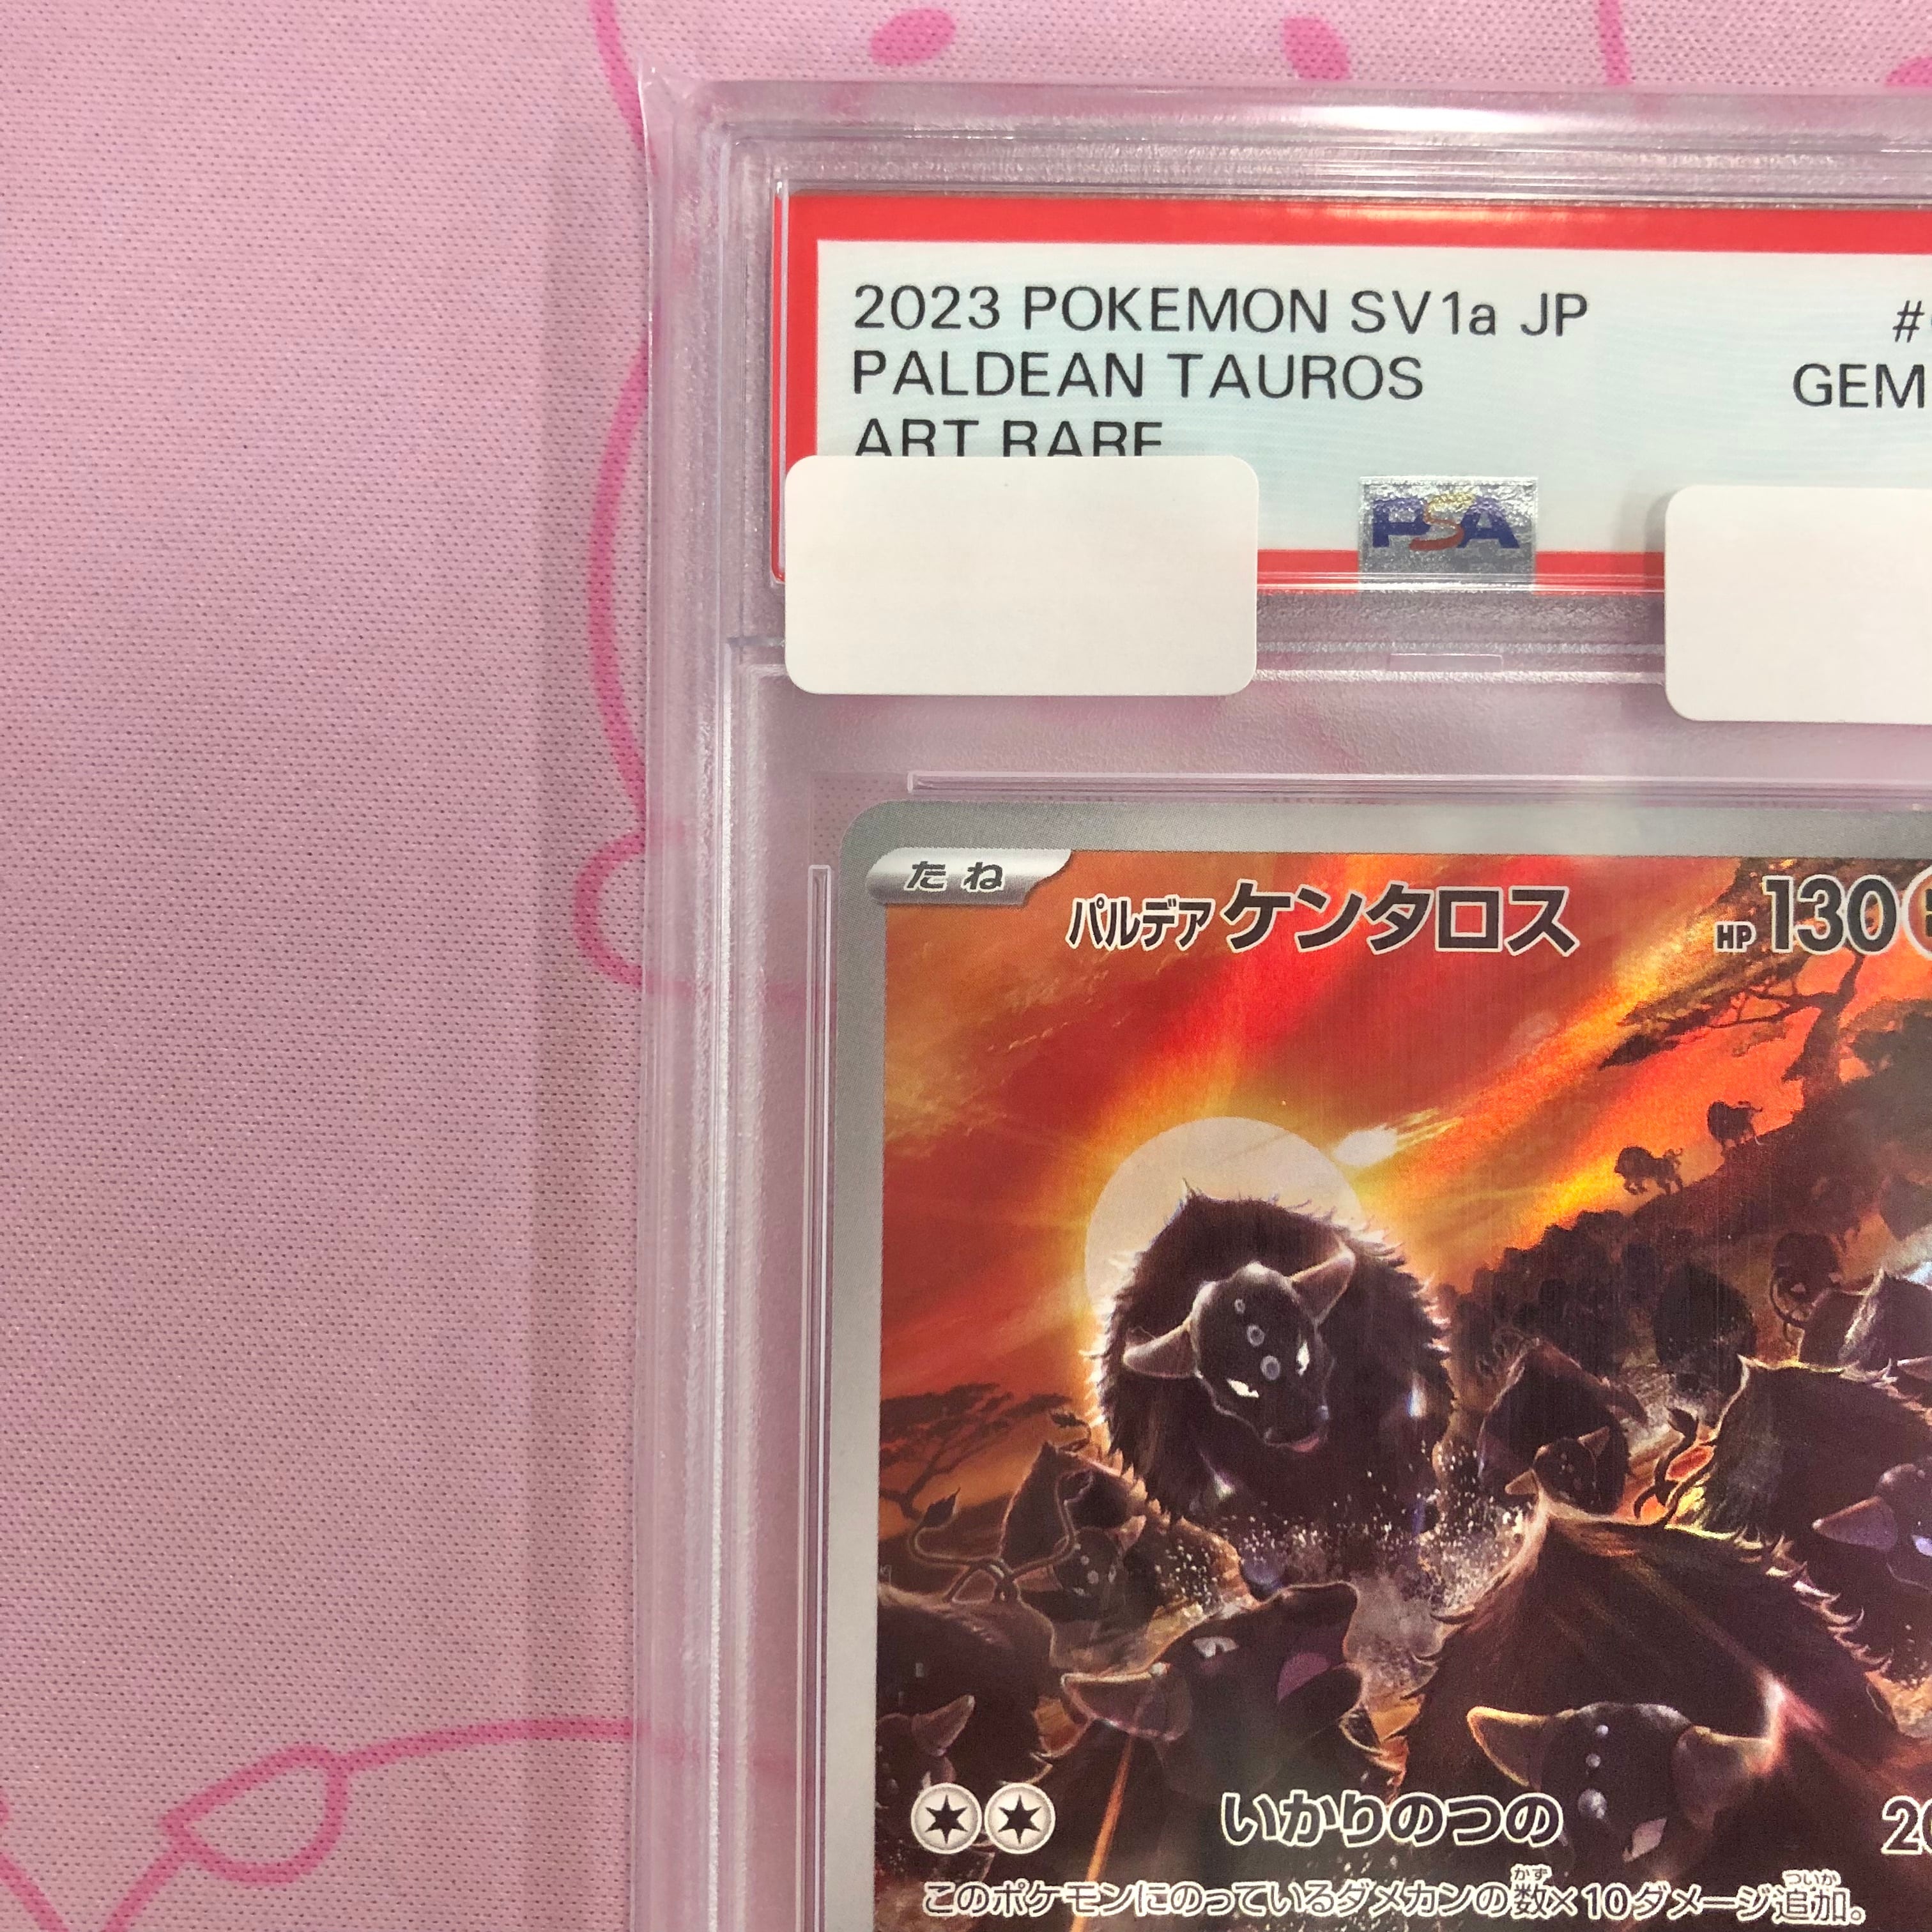 2023 POKEMON SV1a JP #
PALDEAN TAUROS GEM
ART RARE
PSA
たね
パルデア ケンタロス HP 130
いかりのつの 20
このポケモンにのっているダメカンの数×10ダメージ追加。